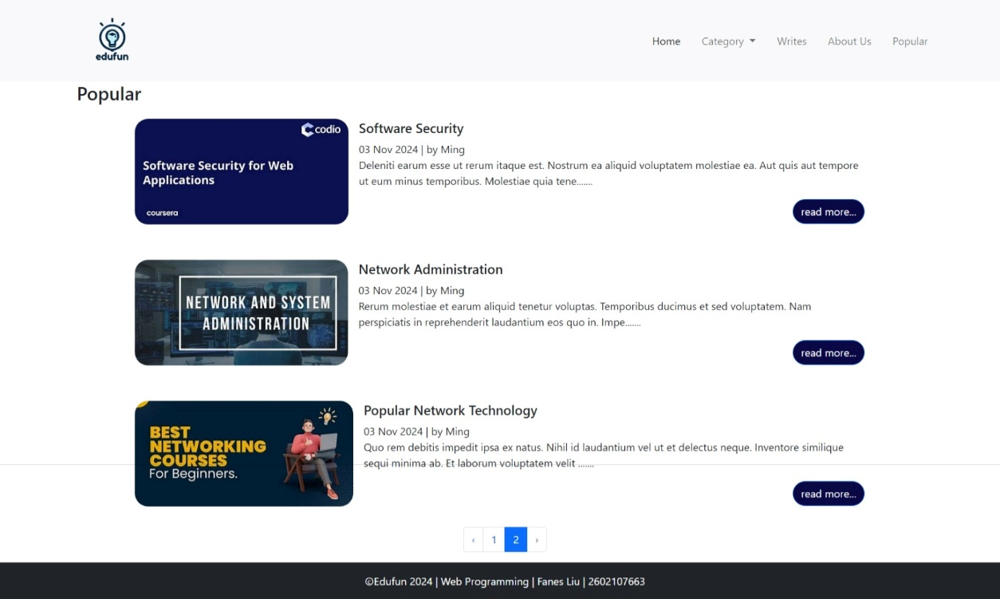 edufun
Home
Category
Writes
About Us
Popular
Popular
codio
Software Security for Web
Applications
coursera
Software Security
03 Nov 2024 | by Ming
Deleniti earum esse ut rerum itaque est. Nostrum ea aliquid voluptatem molestiae ea. Aut quis aut tempore
ut eum minus temporibus. Molestiae quia tene.......
read more...
NETWORK AND SYSTEM
ADMINISTRATION
Network Administration
03 Nov 2024 | by Ming
Rerum molestiae et earum aliquid tenetur voluptas. Temporibus ducimus et sed voluptatem. Nam
perspiciatis in reprehenderit laudantium eos quo in. Impe.......
read more...
BEST
NETWORKING
COURSES
For Beginners.
Popular Network Technology
03 Nov 2024 | by Ming
Quo rem debitis impedit ipsa ex natus. Nihil id laudantium vel ut et delectus neque. Inventore similique
sequi minima ab. Et laborum voluptatem velit .......
read more...
‹ 1 2 ›
©Edufun 2024 | Web Programming | Fanes Liu | 2602107663